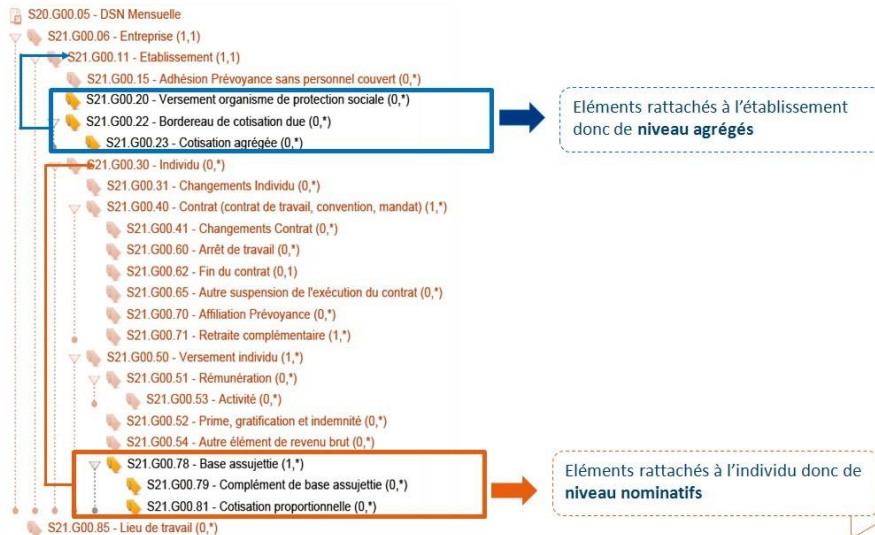 S20.G00.05 - DSN Mensuelle
S21.G00.06 - Entreprise (1,1)
S21.G00.11 - Etablissement (1,1)
S21.G00.15 - Adhésion Prévoyance sans personnel couvert (0,*)
S21.G00.20 - Versement organisme de protection sociale (0,*)
S21.G00.22 - Bordereau de cotisation due (0,*)
S21.G00.23 - Cotisation agrégée (0,*)
Eléments rattachés à l'établissement
donc de niveau agrégés
S21.G00.30 - Individu (0,*)
S21.G00.31 - Changements Individu (0,*)
S21.G00.40 - Contrat (contrat de travail, convention, mandat) (1,*)
S21.G00.41 - Changements Contrat (0,*)
S21.G00.60 - Arrêt de travail (0,*)
S21.G00.62 - Fin du contrat (0,1)
S21.G00.65 - Autre suspension de l'exécution du contrat (0,*)
S21.G00.70 - Affiliation Prévoyance (0,*)
S21.G00.71 - Retraite complémentaire (1,*)
S21.G00.50 - Versement individu (1,*)
S21.G00.51 - Rémunération (0,*)
S21.G00.53 - Activité (0,*)
S21.G00.52 - Prime, gratification et indemnité (0,*)
S21.G00.54 - Autre élément de revenu brut (0,*)
S21.G00.78 - Base assujettie (1,*)
S21.G00.79 - Complément de base assujettie (0,*)
S21.G00.81 - Cotisation proportionnelle (0,*)
Eléments rattachés à l'individu donc de
niveau nominatifs
S21.G00.85 - Lieu de travail (0,*)